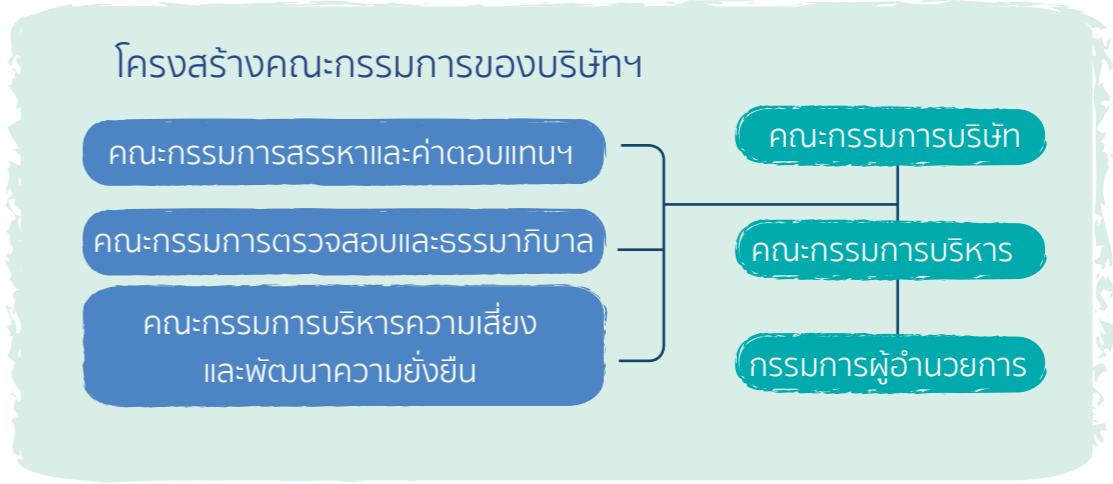 โครงสร้างคณะกรรมการของบริษัทฯ
คณะกรรมการสรรหาและค่าตอบแทนฯ
คณะกรรมการตรวจสอบและธรรมาภิบาล
คณะกรรมการบริหารความเสี่ยง
และพัฒนาความยั่งยืน
คณะกรรมการบริษัท
คณะกรรมการบริหาร
กรรมการผู้อำนวยการ